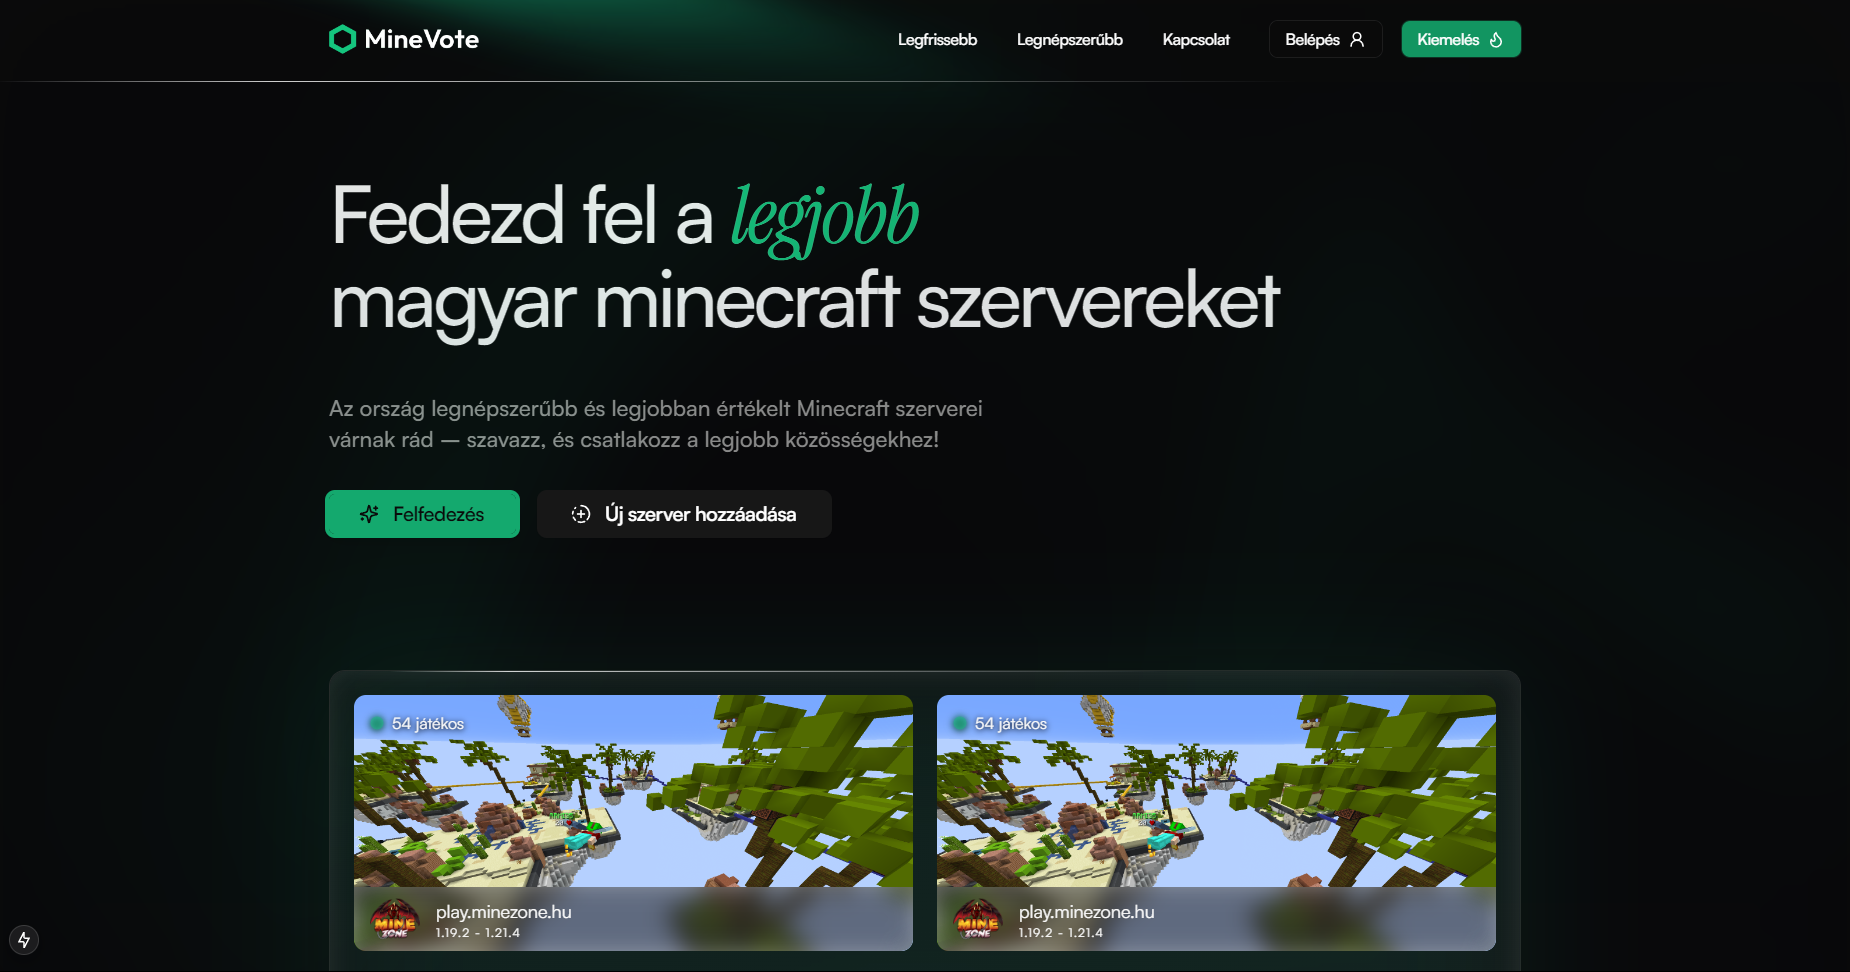 MineVote
Legfrissebb
Legnépszerűbb
Kapcsolat
Belépés
Kiemelés
Fedezd fel a legjobb
magyar minecraft szervereket
Az ország legnépszerűbb és legjobban értékelt Minecraft szerverei
várnak rád — szavazz, és csatlakozz a legjobb közösségekhez!
Felfedezés
Új szerver hozzáadása
54 játékos
54 játékos
MINE
ZONE
play.minezone.hu
1.19.2 - 1.21.4
MINE
ZONE
play.minezone.hu
1.19.2 - 1.21.4